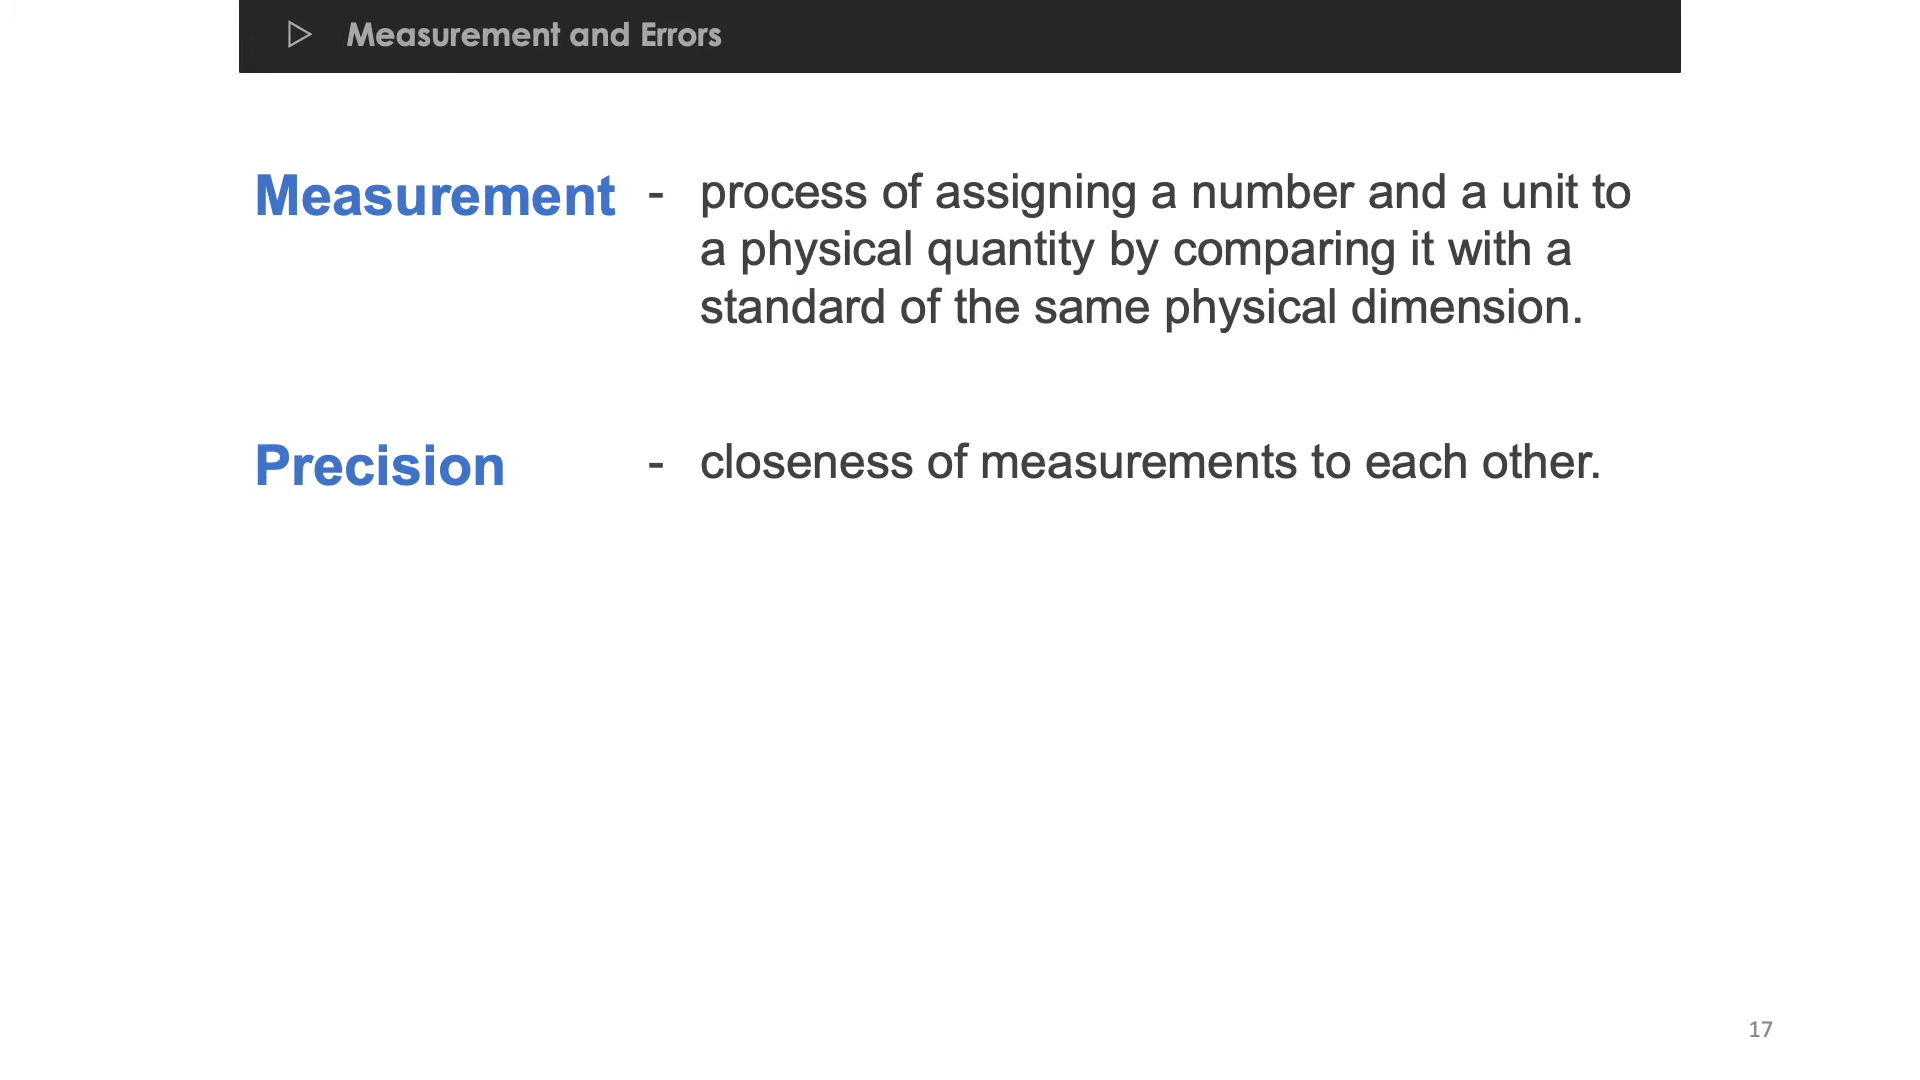 Measurement and Errors
Measurement - process of assigning a number and a unit to
a physical quantity by comparing it with a
standard of the same physical dimension.
Precision - closeness of measurements to each other.
17